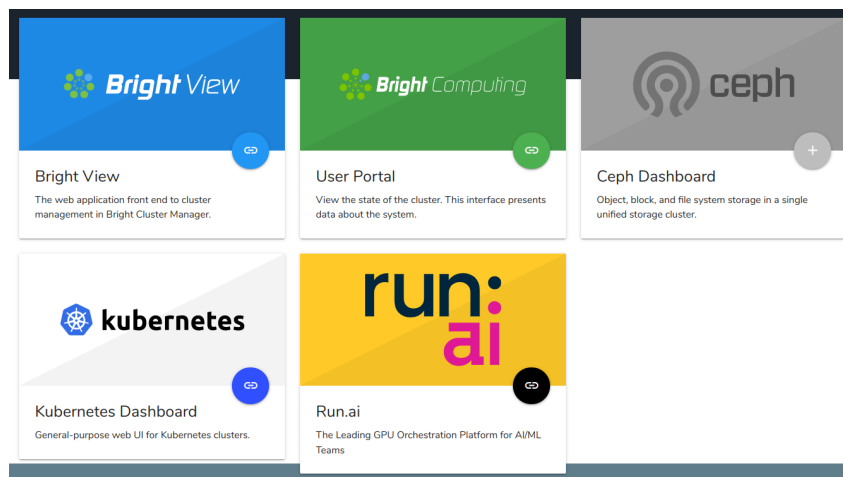 Bright View
Bright Computing
ceph
Bright View
The web application front end to cluster
management in Bright Cluster Manager.
User Portal
View the state of the cluster. This interface presents
data about the system.
Ceph Dashboard
Object, block, and file system storage in a single
unified storage cluster.
kubernetes
run:
ai
Kubernetes Dashboard
General-purpose web UI for Kubernetes clusters.
Run.ai
The Leading GPU Orchestration Platform for AI/ML
Teams